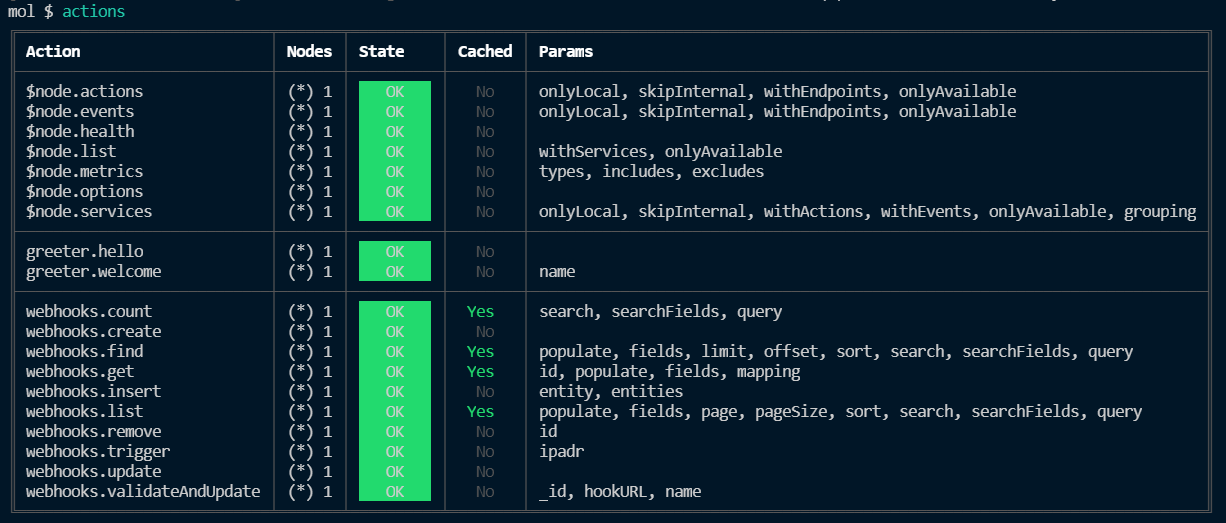 mol $ actions
Action Nodes State Cached Params
$node.actions (*) 1 OK No onlyLocal, skipInternal, withEndpoints, onlyAvailable
$node.events (*) 1 OK No onlyLocal, skipInternal, withEndpoints, onlyAvailable
$node.health (*) 1 OK No
$node.list (*) 1 OK No withServices, onlyAvailable
$node.metrics (*) 1 OK No types, includes, excludes
$node.options (*) 1 OK No
$node.services (*) 1 OK No onlyLocal, skipInternal, withActions, withEvents, onlyAvailable, grouping
greeter.hello (*) 1 OK No
greeter.welcome (*) 1 OK No name
webhooks.count (*) 1 OK Yes search, searchFields, query
webhooks.create (*) 1 OK No
webhooks.find (*) 1 OK Yes populate, fields, limit, offset, sort, search, searchFields, query
webhooks.get (*) 1 OK Yes id, populate, fields, mapping
webhooks.insert (*) 1 OK No entity, entities
webhooks.list (*) 1 OK Yes populate, fields, page, pageSize, sort, search, searchFields, query
webhooks.remove (*) 1 OK No id
webhooks.trigger (*) 1 OK No ipadr
webhooks.update (*) 1 OK No
webhooks.validateAndUpdate (*) 1 OK No _id, hookURL, name